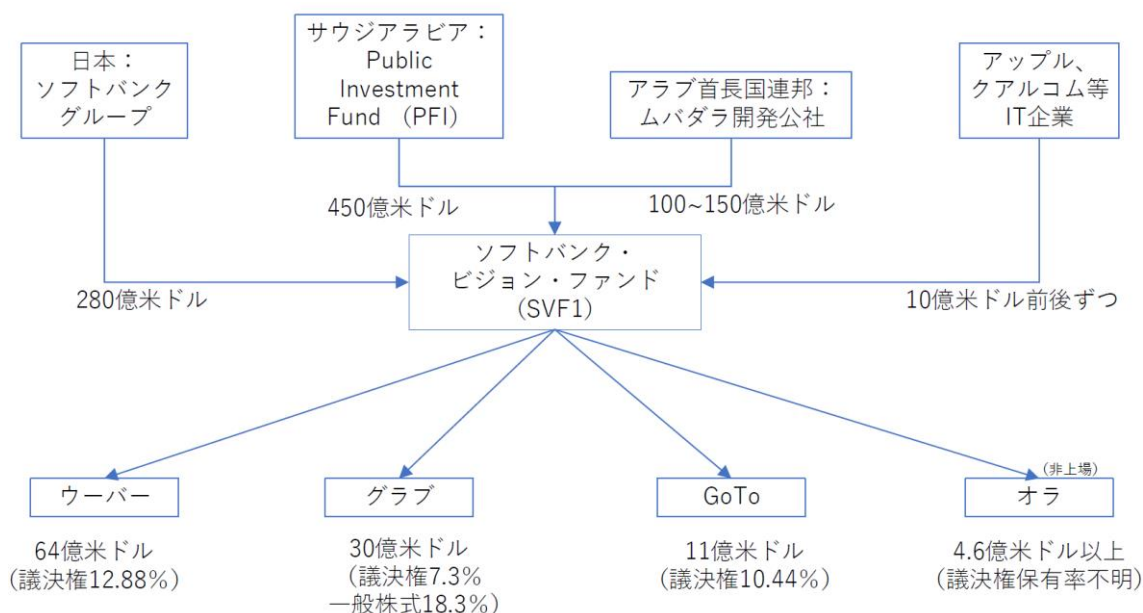 日本：
ソフトバンク
グループ
サウジアラビア：
Public
Investment
Fund （PFI）
アラブ首長国連邦：
ムバダラ開発公社
アップル、
クアルコム等
IT企業
450億米ドル
100~150億米ドル
280億米ドル
ソフトバンク・
ビジョン・ファンド
（SVF1）
10億米ドル前後ずつ
ウーバー
グラブ
GoTo
（非上場）
オラ
64億米ドル
（議決権12.88％）
30億米ドル
（議決権7.3％
一般株式18.3％）
11億米ドル
（議決権10.44％）
4.6億米ドル以上
（議決権保有率不明）